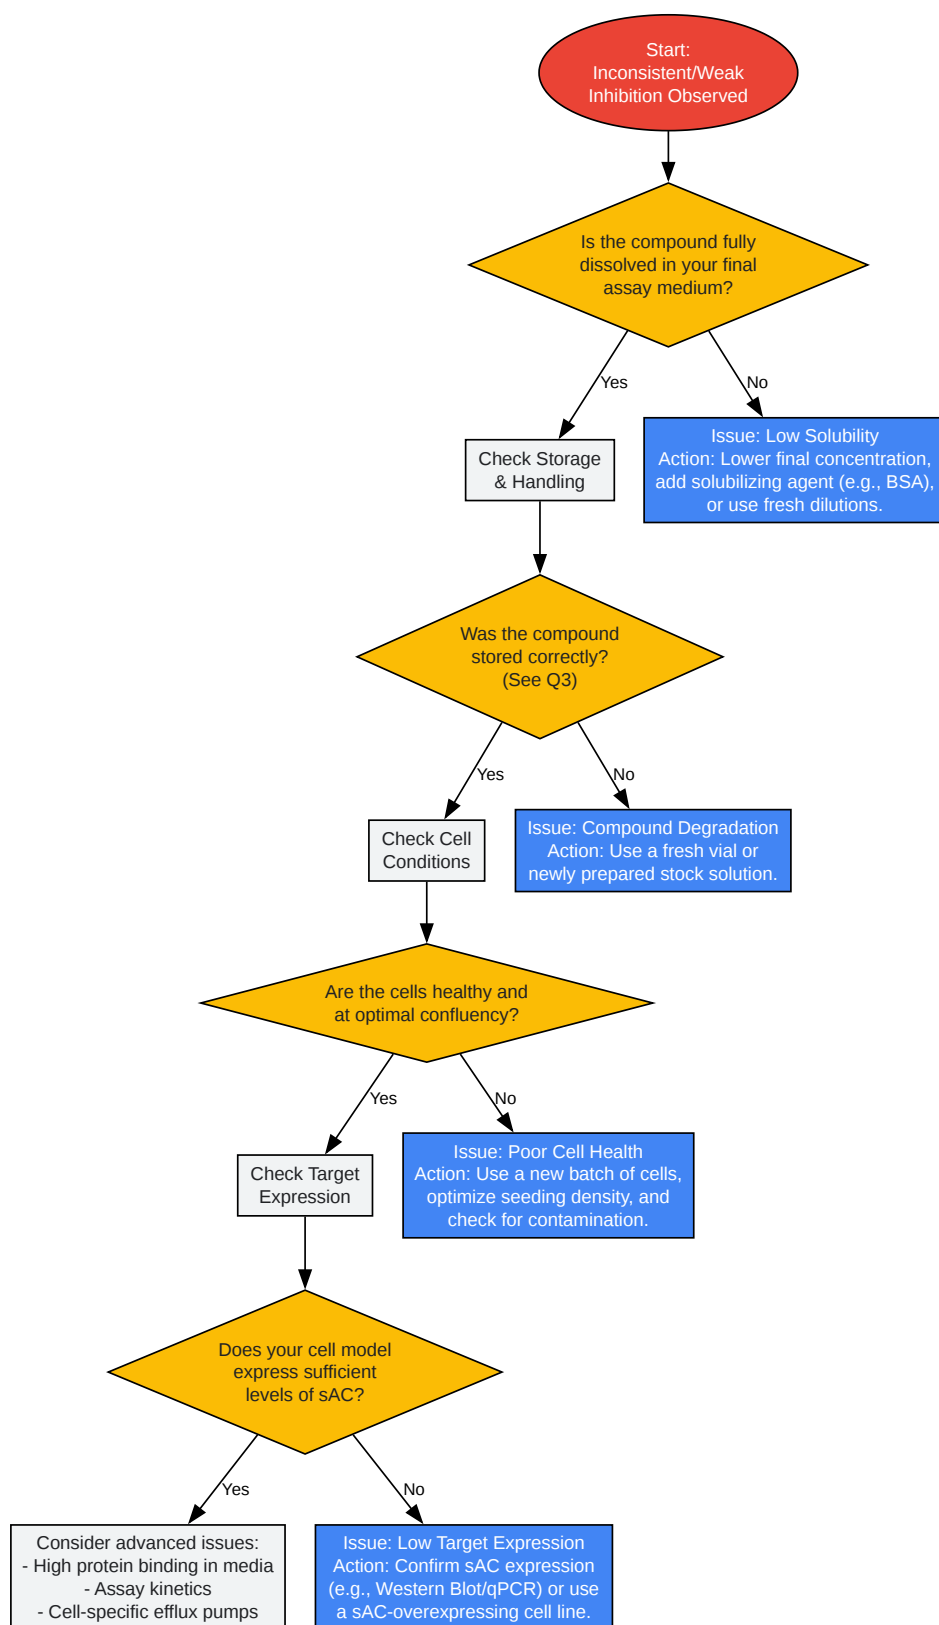 Start:
Inconsistent/Weak
Inhibition Observed
Is the compound fully
dissolved in your final
assay medium?
Yes
No
Issue: Low Solubility
Action: Lower final concentration,
add solubilizing agent (e.g., BSA),
or use fresh dilutions.
Check Storage
& Handling
Was the compound
stored correctly?
(See Q3)
Yes
No
Issue: Compound Degradation
Action: Use a fresh vial or
newly prepared stock solution.
Check Cell
Conditions
Are the cells healthy and
at optimal confluency?
Yes
No
Issue: Poor Cell Health
Action: Use a new batch of cells,
optimize seeding density, and
check for contamination.
Check Target
Expression
Does your cell model
express sufficient
levels of sAC?
Yes
No
Consider advanced issues:
- High protein binding in media
- Assay kinetics
- Cell-specific efflux pumps
Issue: Low Target Expression
Action: Confirm sAC expression
(e.g., Western Blot/qPCR) or use
a sAC-overexpressing cell line.